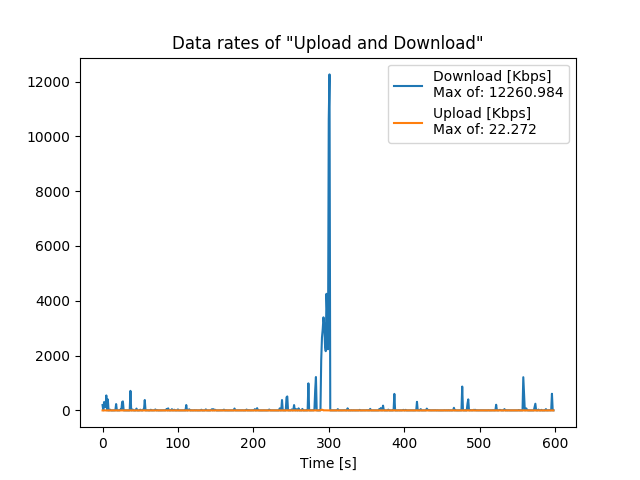 Data rates of "Upload and Download"
Download [Kbps]
Max of: 12260.984
Upload [Kbps]
Max of: 22.272
12000
10000
8000
6000
4000
2000
0
0 100 200 300 400 500 600
Time [s]